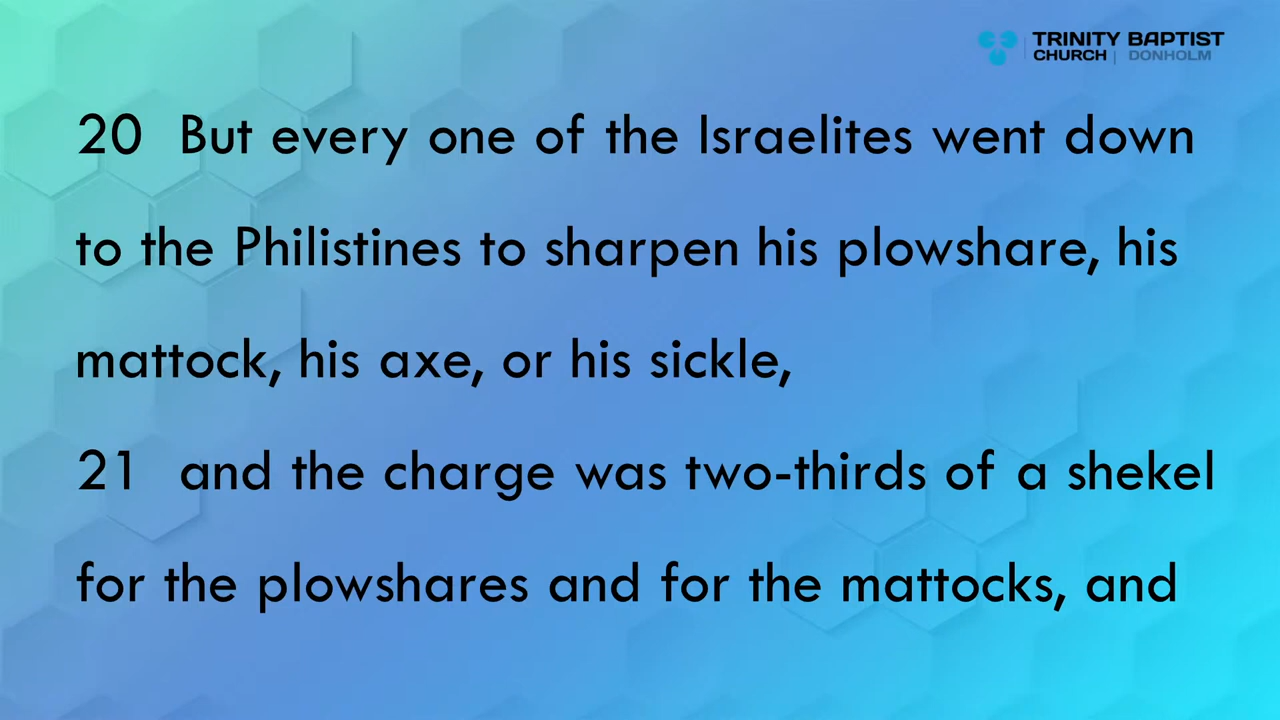 TRINITY BAPTIST
CHURCH | DONHOLM
20 But every one of the Israelites went down
to the Philistines to sharpen his plowshare, his
mattock, his axe, or his sickle,
21 and the charge was two-thirds of a shekel
for the plowshares and for the mattocks, and